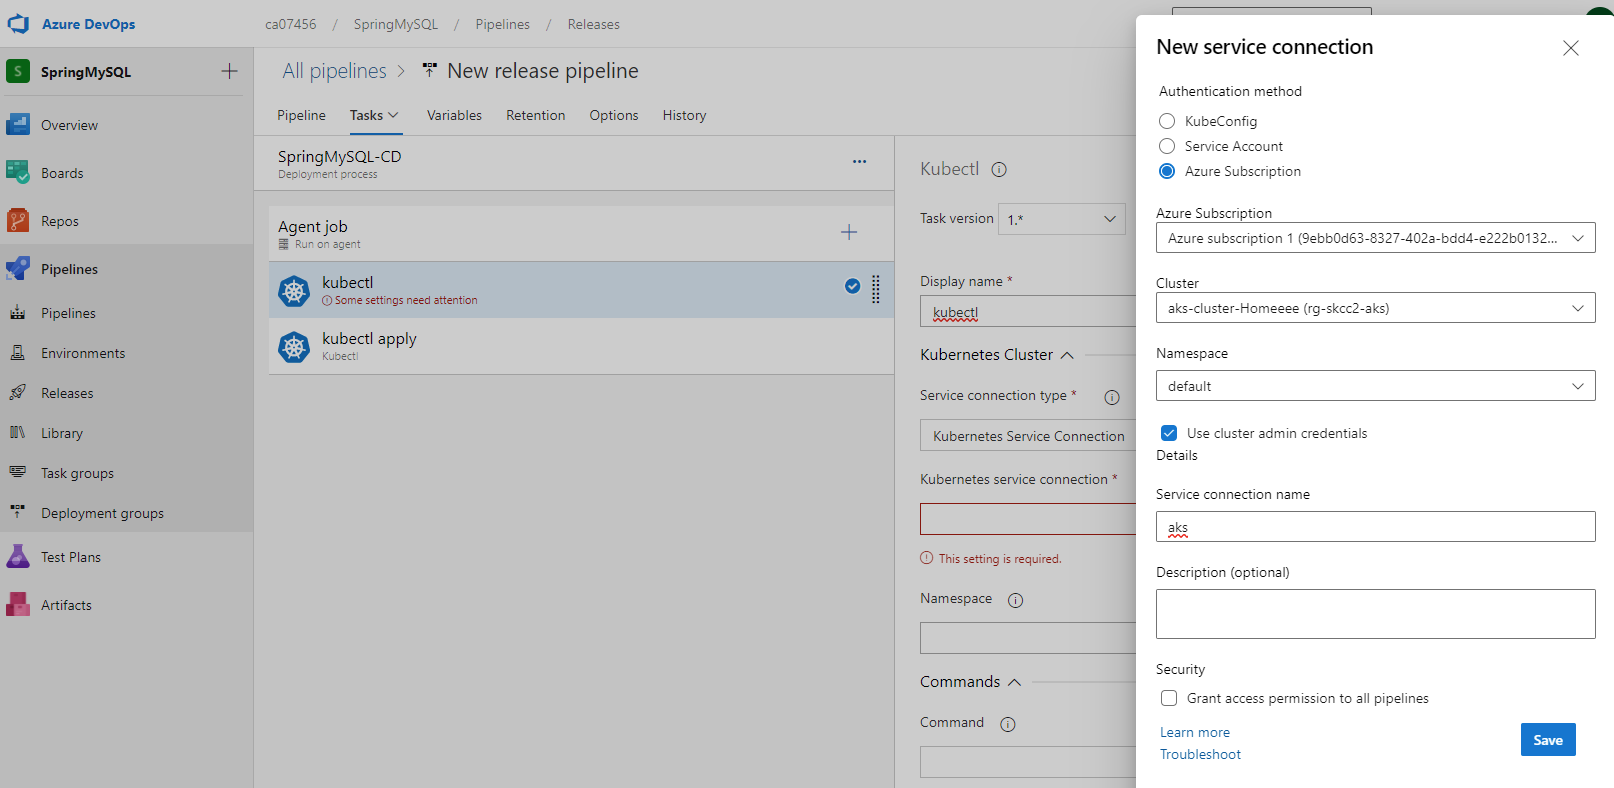 Azure DevOps
ca07456 / SpringMySQL / Pipelines / Releases
S SpringMySQL
Overview
Boards
Repos
Pipelines
Pipelines
Environments
Releases
Library
Task groups
Deployment groups
Test Plans
Artifacts
All pipelines > New release pipeline
Pipeline Tasks Variables Retention Options History
SpringMySQL-CD ...
Deployment process
Agent job
Run on agent
kubectl
Some settings need attention
kubectl apply
Kubectl
Kubectl
Task version 1.*
Display name *
kubectl
Kubernetes Cluster
Service connection type *
Kubernetes Service Connection
Kubernetes service connection *
This setting is required.
Namespace
Commands
Command
New service connection
Authentication method
KubeConfig
Service Account
Azure Subscription
Azure Subscription
Azure subscription 1 (9ebb0d63-8327-402a-bdd4-e222b0132...
Cluster
aks-cluster-Homeeee (rg-skcc2-aks)
Namespace
default
Use cluster admin credentials
Details
Service connection name
aks
Description (optional)
Security
Grant access permission to all pipelines
Learn more
Troubleshoot
Save